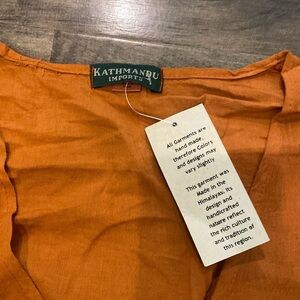 KATHMANDU
IMPORTS
All Garments are
hand made,
therefore Colors
and designs may
vary slightly
This garment was
Made in the
Himalayas. Its
design and
handicrafted
nature reflect
the rich culture
and tradition of
this region.